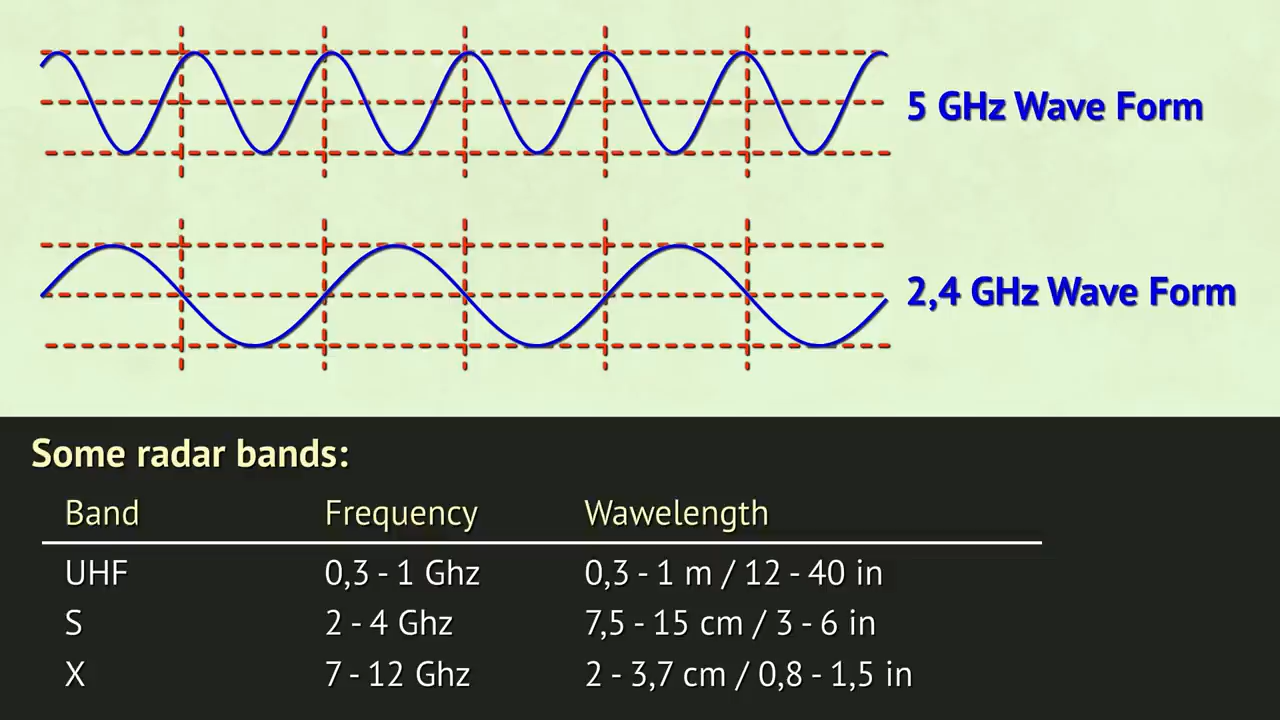 5 GHz Wave Form
2,4 GHz Wave Form
Some radar bands:
Band Frequency Wawelength
UHF 0,3 - 1 Ghz 0,3 - 1 m / 12 - 40 in
S 2 - 4 Ghz 7,5 - 15 cm / 3 - 6 in
X 7 - 12 Ghz 2 - 3,7 cm / 0,8 - 1,5 in